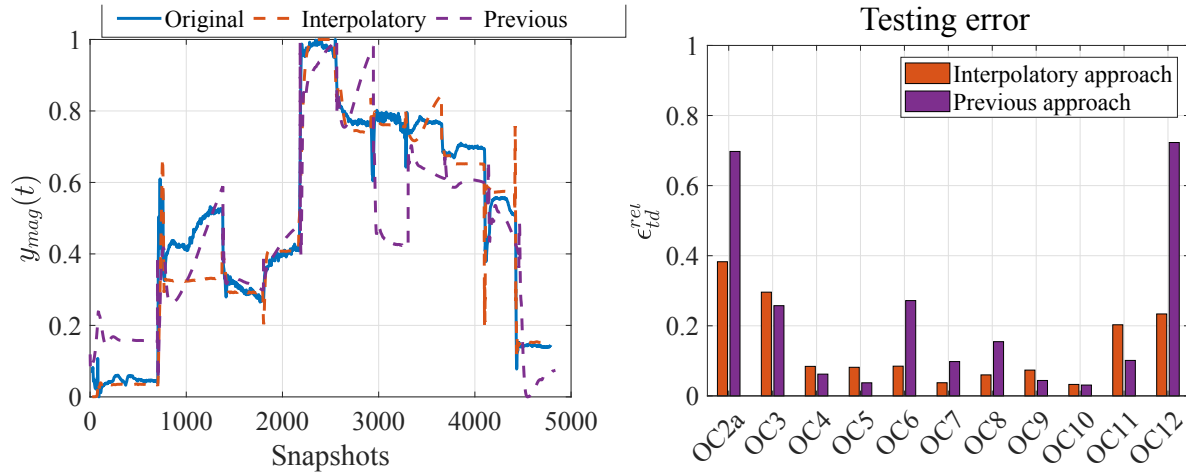 Original Interpolatory Previous
1
0.8
0.6
0.4
0.2
0
y_mag(t)
0 1000 2000 3000 4000 5000
Snapshots
Testing error
1
0.8
0.6
0.4
0.2
0
ϵ_td^rel
Interpolatory approach
Previous approach
OC2a OC3 OC4 OC5 OC6 OC7 OC8 OC9 OC10 OC11 OC12